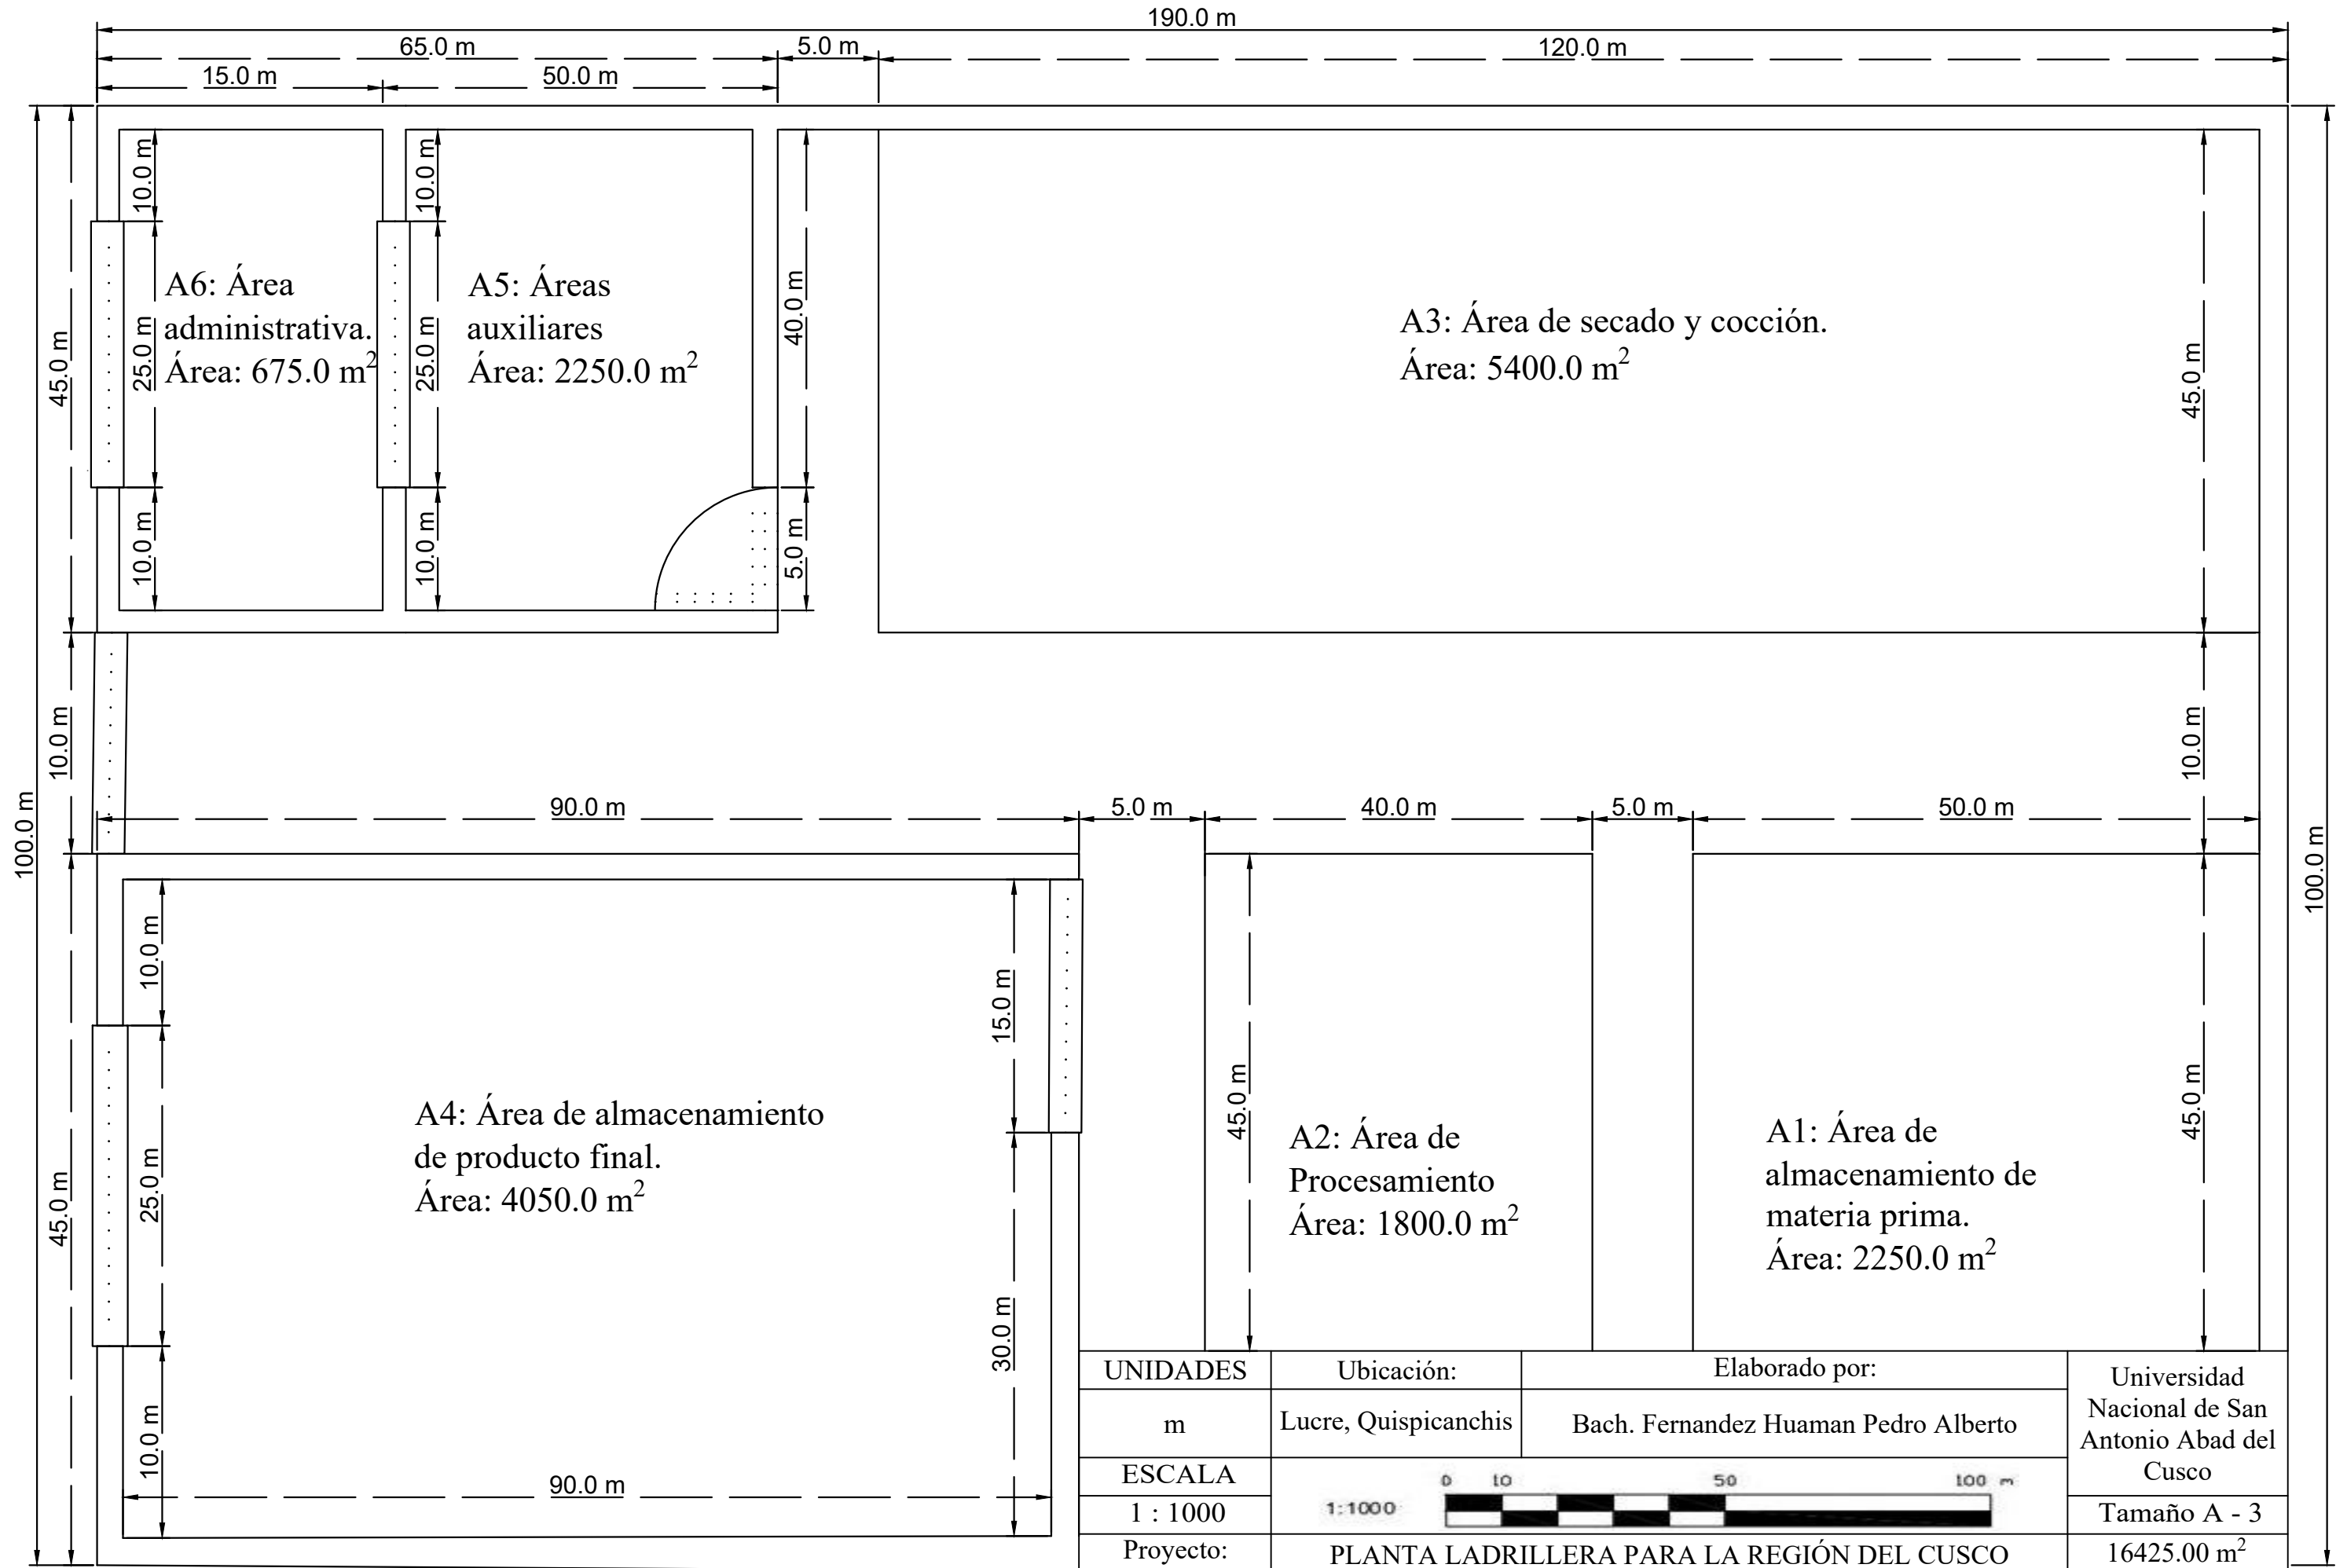 190.0 m
65.0 m
5.0 m
120.0 m
15.0 m
50.0 m
10.0 m
10.0 m
A6: Área
administrativa.
Área: 675.0 m²
A5: Áreas
auxiliares
Área: 2250.0 m²
A3: Área de secado y cocción.
Área: 5400.0 m²
45.0 m
25.0 m
25.0 m
40.0 m
45.0 m
10.0 m
10.0 m
5.0 m
10.0 m
10.0 m
100.0 m
100.0 m
90.0 m
5.0 m
40.0 m
5.0 m
50.0 m
10.0 m
15.0 m
45.0 m
25.0 m
45.0 m
45.0 m
A4: Área de almacenamiento
de producto final.
Área: 4050.0 m²
A2: Área de
Procesamiento
Área: 1800.0 m²
A1: Área de
almacenamiento de
materia prima.
Área: 2250.0 m²
30.0 m
10.0 m
90.0 m
UNIDADES
m
Ubicación:
Lucre, Quispicanchis
Elaborado por:
Bach. Fernandez Huaman Pedro Alberto
Universidad
Nacional de San
Antonio Abad del
Cusco
ESCALA
1 : 1000
1:1000
0 10 50 100 m
Tamaño A - 3
Proyecto:
PLANTA LADRILLERA PARA LA REGIÓN DEL CUSCO
16425.00 m²